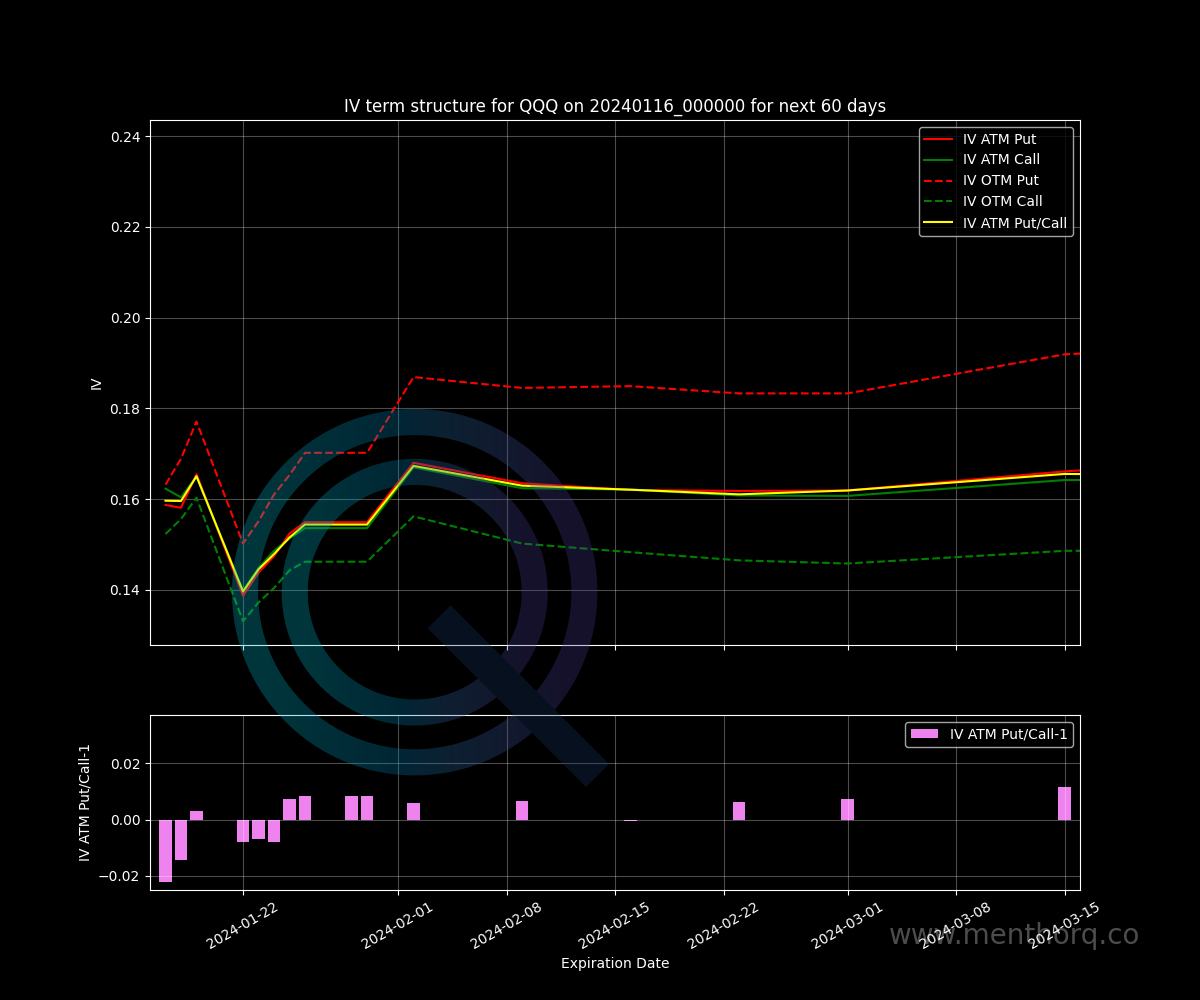 IV term structure for QQQ on 20240116_000000 for next 60 days
0.24
0.22
0.20
0.18
0.16
0.14
IV
IV ATM Put
IV ATM Call
IV OTM Put
IV OTM Call
IV ATM Put/Call
0.02
0.00
−0.02
IV ATM Put/Call-1
IV ATM Put/Call-1
2024-01-22
2024-02-01
2024-02-08
2024-02-15
2024-02-22
2024-03-01
2024-03-08
2024-03-15
www.menthorq.co
Expiration Date